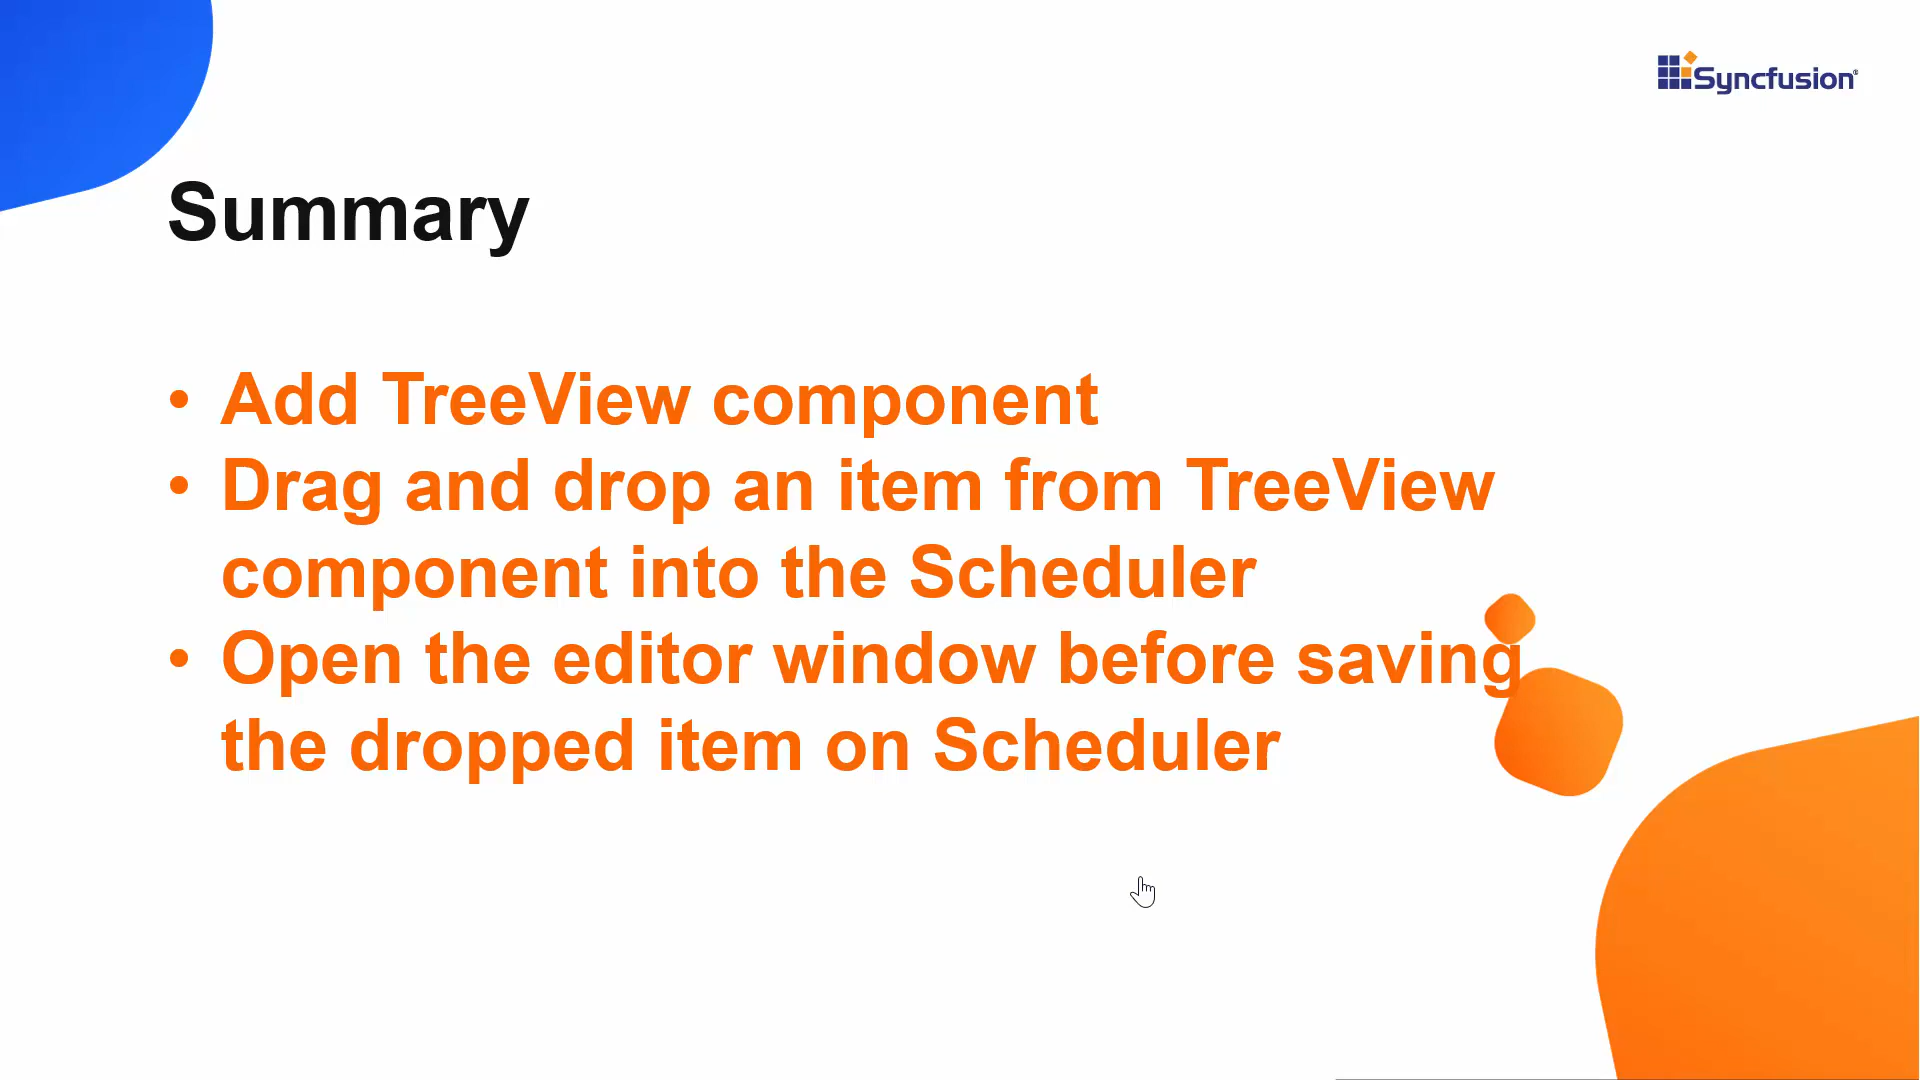 Syncfusion®
Summary
• Add TreeView component
• Drag and drop an item from TreeView
component into the Scheduler
• Open the editor window before saving
the dropped item on Scheduler